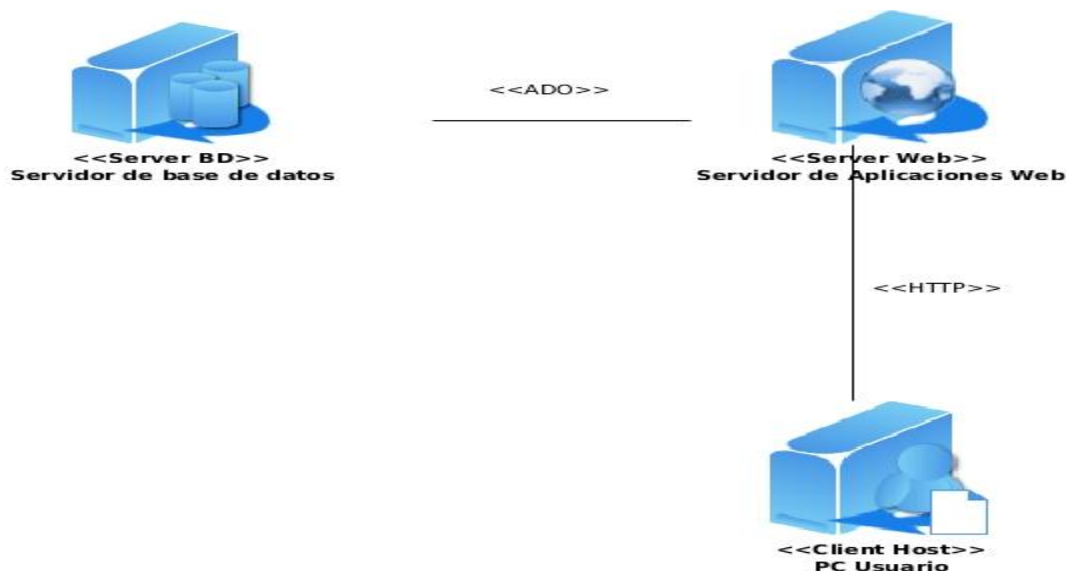 <<ADO>>
<<Server BD>>
Servidor de base de datos
<<Server Web>>
Servidor de Aplicaciones Web
<<HTTP>>
<<Client Host>>
PC Usuario